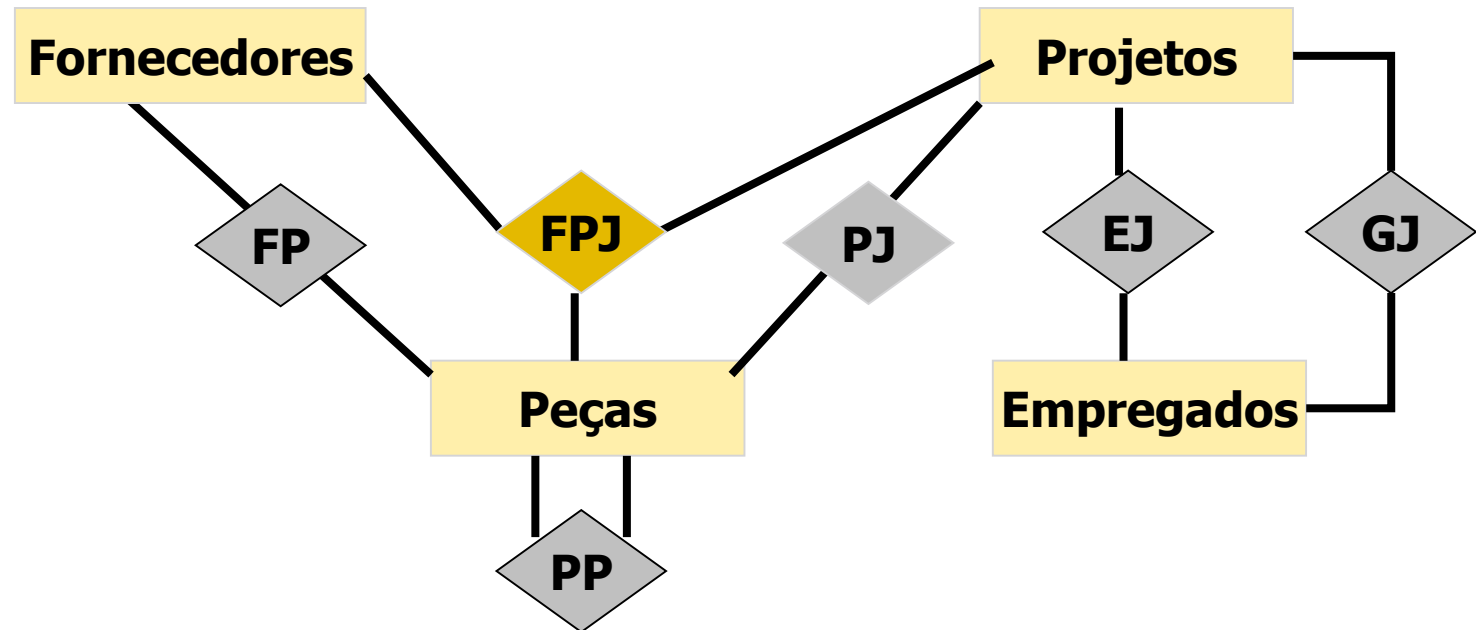 Fornecedores
Projetos
FP
FPJ
PJ
EJ
GJ
Peças
Empregados
PP